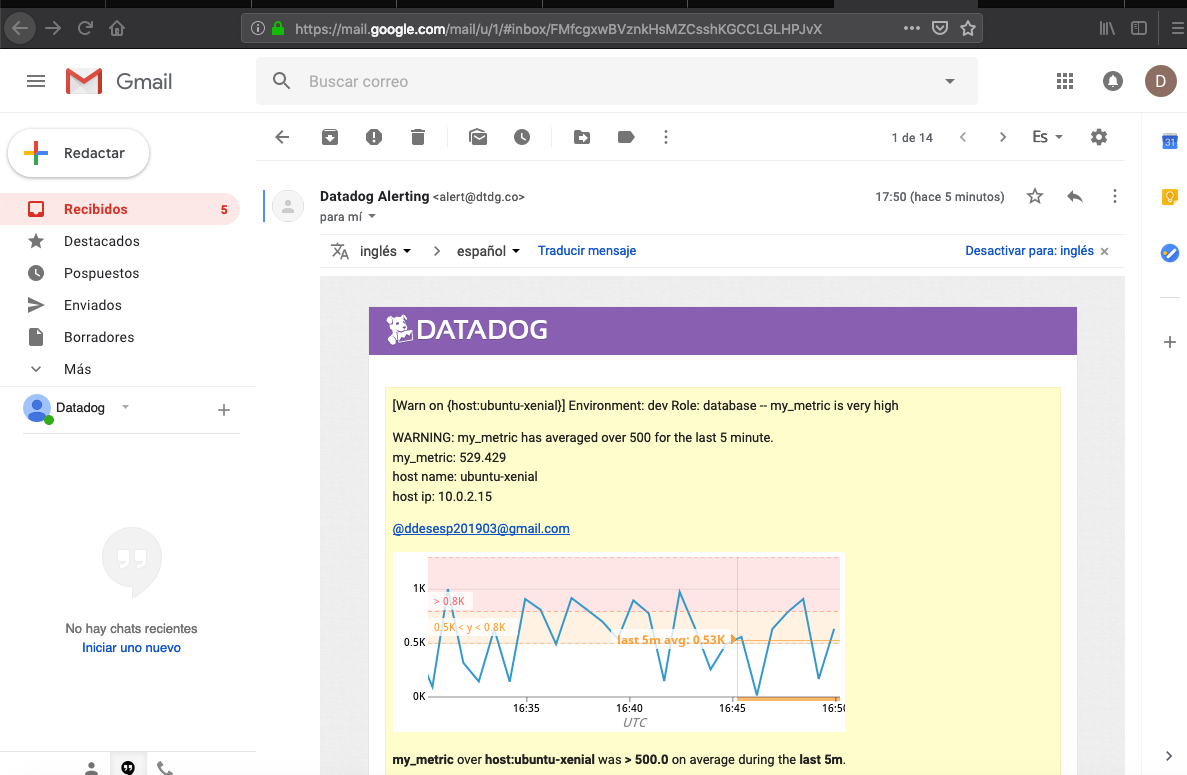 https://mail.google.com/mail/u/1/#inbox/FMfcgxwBVznkHsMZCsshKGCCLGLHPJvX
Gmail
Buscar correo
D
Redactar
1 de 14
Es
31
Recibidos 5
Destacados
Pospuestos
Enviados
Borradores
Más
Datadog
No hay chats recientes
Iniciar uno nuevo
Datadog Alerting <alert@dtdg.co>
17:50 (hace 5 minutos)
para mí
inglés > español Traducir mensaje
Desactivar para: inglés ×
DATADOG
[Warn on {host:ubuntu-xenial}] Environment: dev Role: database -- my_metric is very high
WARNING: my_metric has averaged over 500 for the last 5 minute.
my_metric: 529.429
host name: ubuntu-xenial
host ip: 10.0.2.15
@ddesesp201903@gmail.com
1K
> 0.8K
0.5K < y < 0.8K
0.5K
last 5m avg: 0.53K
0K
16:35 16:40 16:45 16:50
UTC
my_metric over host:ubuntu-xenial was > 500.0 on average during the last 5m.